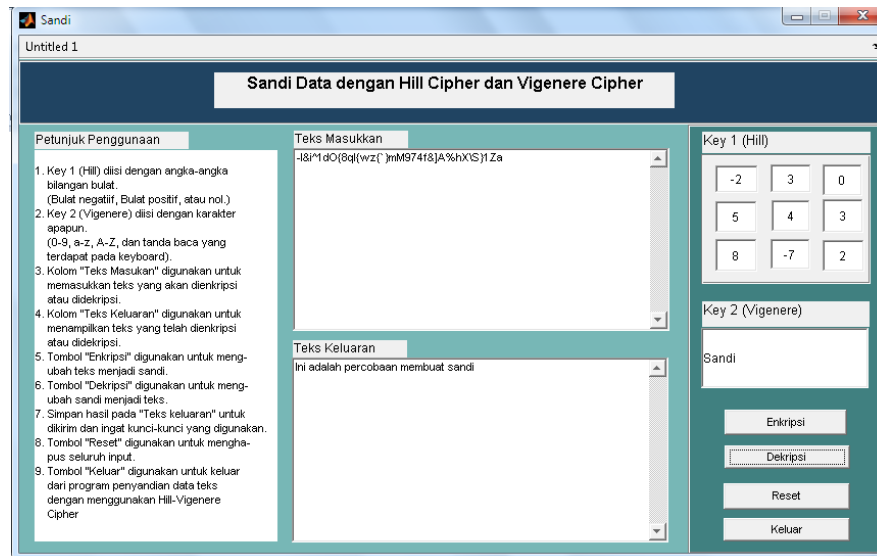 Sandi
Untitled 1
Sandi Data dengan Hill Cipher dan Vigenere Cipher
Petunjuk Penggunaan
1. Key 1 (Hill) diisi dengan angka-angka
bilangan bulat.
(Bulat negatiif, Bulat positif, atau nol.)
2. Key 2 (Vigenere) diisi dengan karakter
apapun.
(0-9, a-z, A-Z, dan tanda baca yang
terdapat pada keyboard).
3. Kolom "Teks Masukan" digunakan untuk
memasukkan teks yang akan dienkripsi
atau didekripsi.
4. Kolom "Teks Keluaran" digunakan untuk
menampilkan teks yang telah dienkripsi
atau didekripsi.
5. Tombol "Enkripsi" digunakan untuk meng-
ubah teks menjadi sandi.
6. Tombol "Dekripsi" digunakan untuk meng-
ubah sandi menjadi teks.
7. Simpan hasil pada "Teks keluaran" untuk
dikirim dan ingat kunci-kunci yang digunakan.
8. Tombol "Reset" digunakan untuk mengha-
pus seluruh input.
9. Tombol "Keluar" digunakan untuk keluar
dari program penyandian data teks
dengan menggunakan Hill-Vigenere
Cipher
Teks Masukkan
Teks Keluaran
Ini adalah percobaan membuat sandi
Key 1 (Hill)
-2 3 0
5 4 3
8 -7 2
Key 2 (Vigenere)
Sandi
Enkripsi
Dekripsi
Reset
Keluar